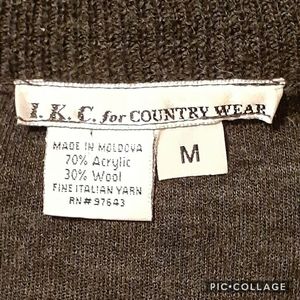 I. K. C. for COUNTRY WEAR
MADE IN MOLDOVA
70% Acrylic
30% Wool
FINE ITALIAN YARN
RN# 97643
M
PIC•COLLAGE